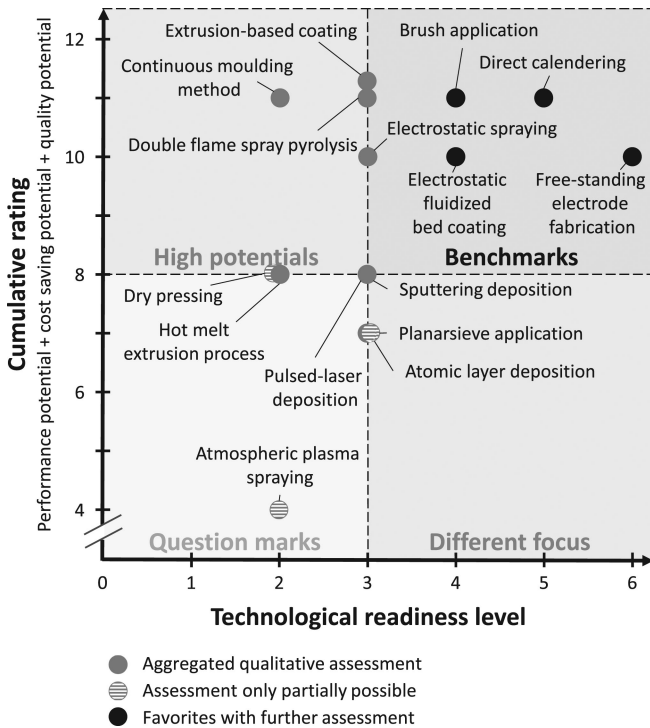 Cumulative rating
Performance potential + cost saving potential + quality potential
12
10
8
6
4
Extrusion-based coating
Continuous moulding
method
Double flame spray pyrolysis
Brush application
Direct calendering
Electrostatic spraying
Electrostatic
fluidized
bed coating
Free-standing
electrode
fabrication
High potentials
Benchmarks
Dry pressing
Hot melt
extrusion process
Sputtering deposition
Planarsieve application
Pulsed-laser
deposition
Atomic layer deposition
Atmospheric plasma
spraying
Question marks
Different focus
0
1
2
3
4
5
6
Technological readiness level
Aggregated qualitative assessment
Assessment only partially possible
Favorites with further assessment